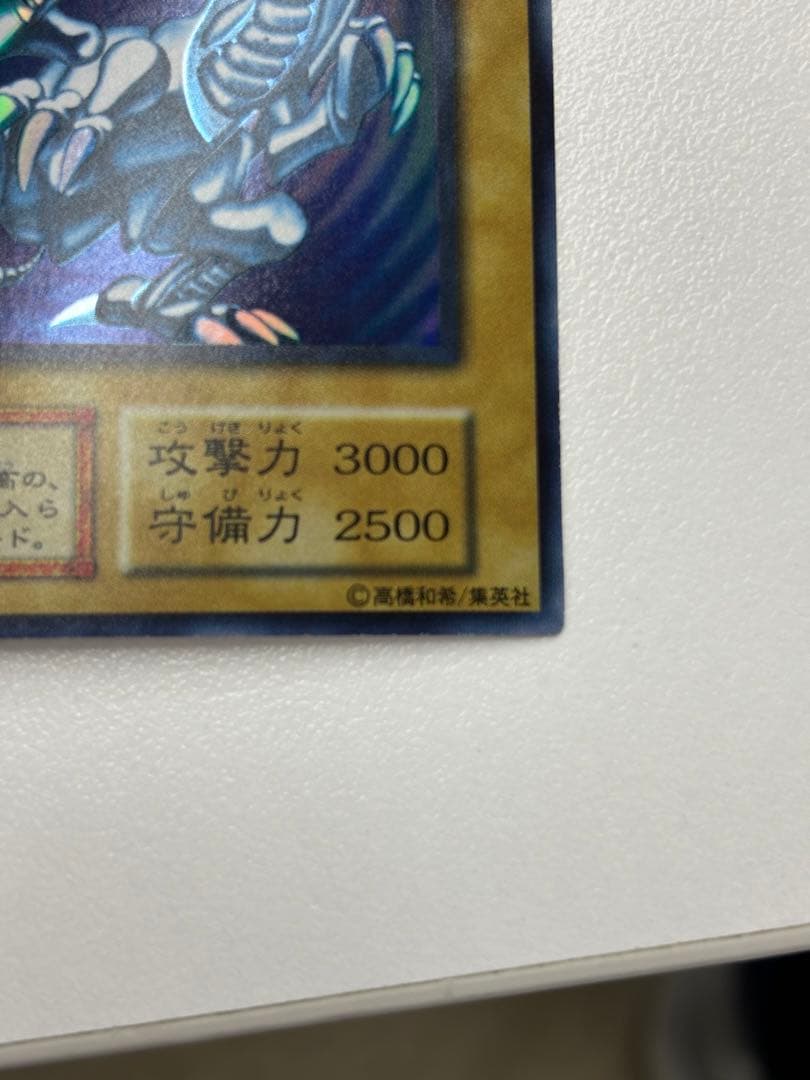 高の、
入ら
ド。
こう げき りょく
攻撃力 3000
しゅ び りょく
守備力 2500
©高橋和希/集英社